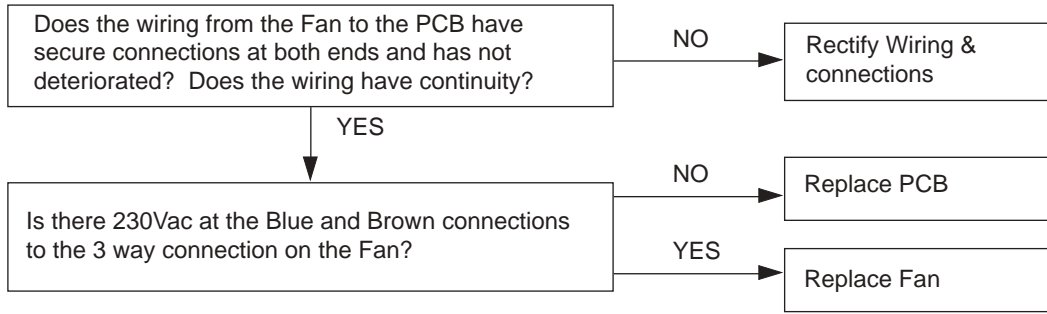 Does the wiring from the Fan to the PCB have
secure connections at both ends and has not
deteriorated? Does the wiring have continuity?
NO
Rectify Wiring &
connections
YES
Is there 230Vac at the Blue and Brown connections
to the 3 way connection on the Fan?
NO
Replace PCB
YES
Replace Fan